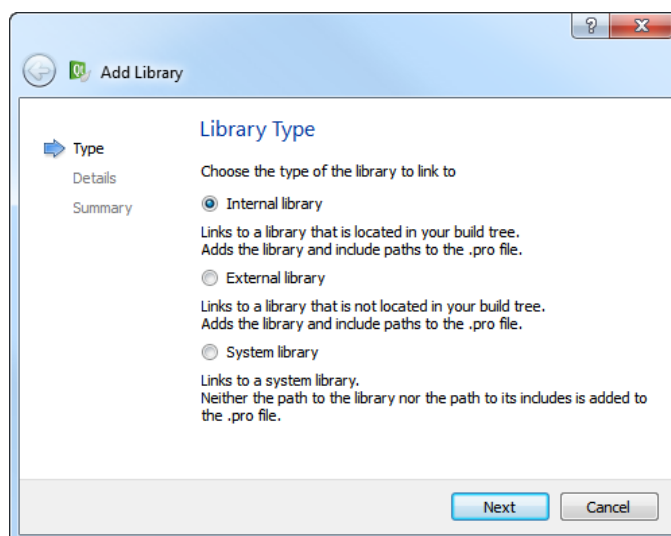 ?
X
Qt
Add Library
Type
Details
Summary
Library Type
Choose the type of the library to link to
Internal library
Links to a library that is located in your build tree.
Adds the library and include paths to the .pro file.
External library
Links to a library that is not located in your build tree.
Adds the library and include paths to the .pro file.
System library
Links to a system library.
Neither the path to the library nor the path to its includes is added to
the .pro file.
Next
Cancel